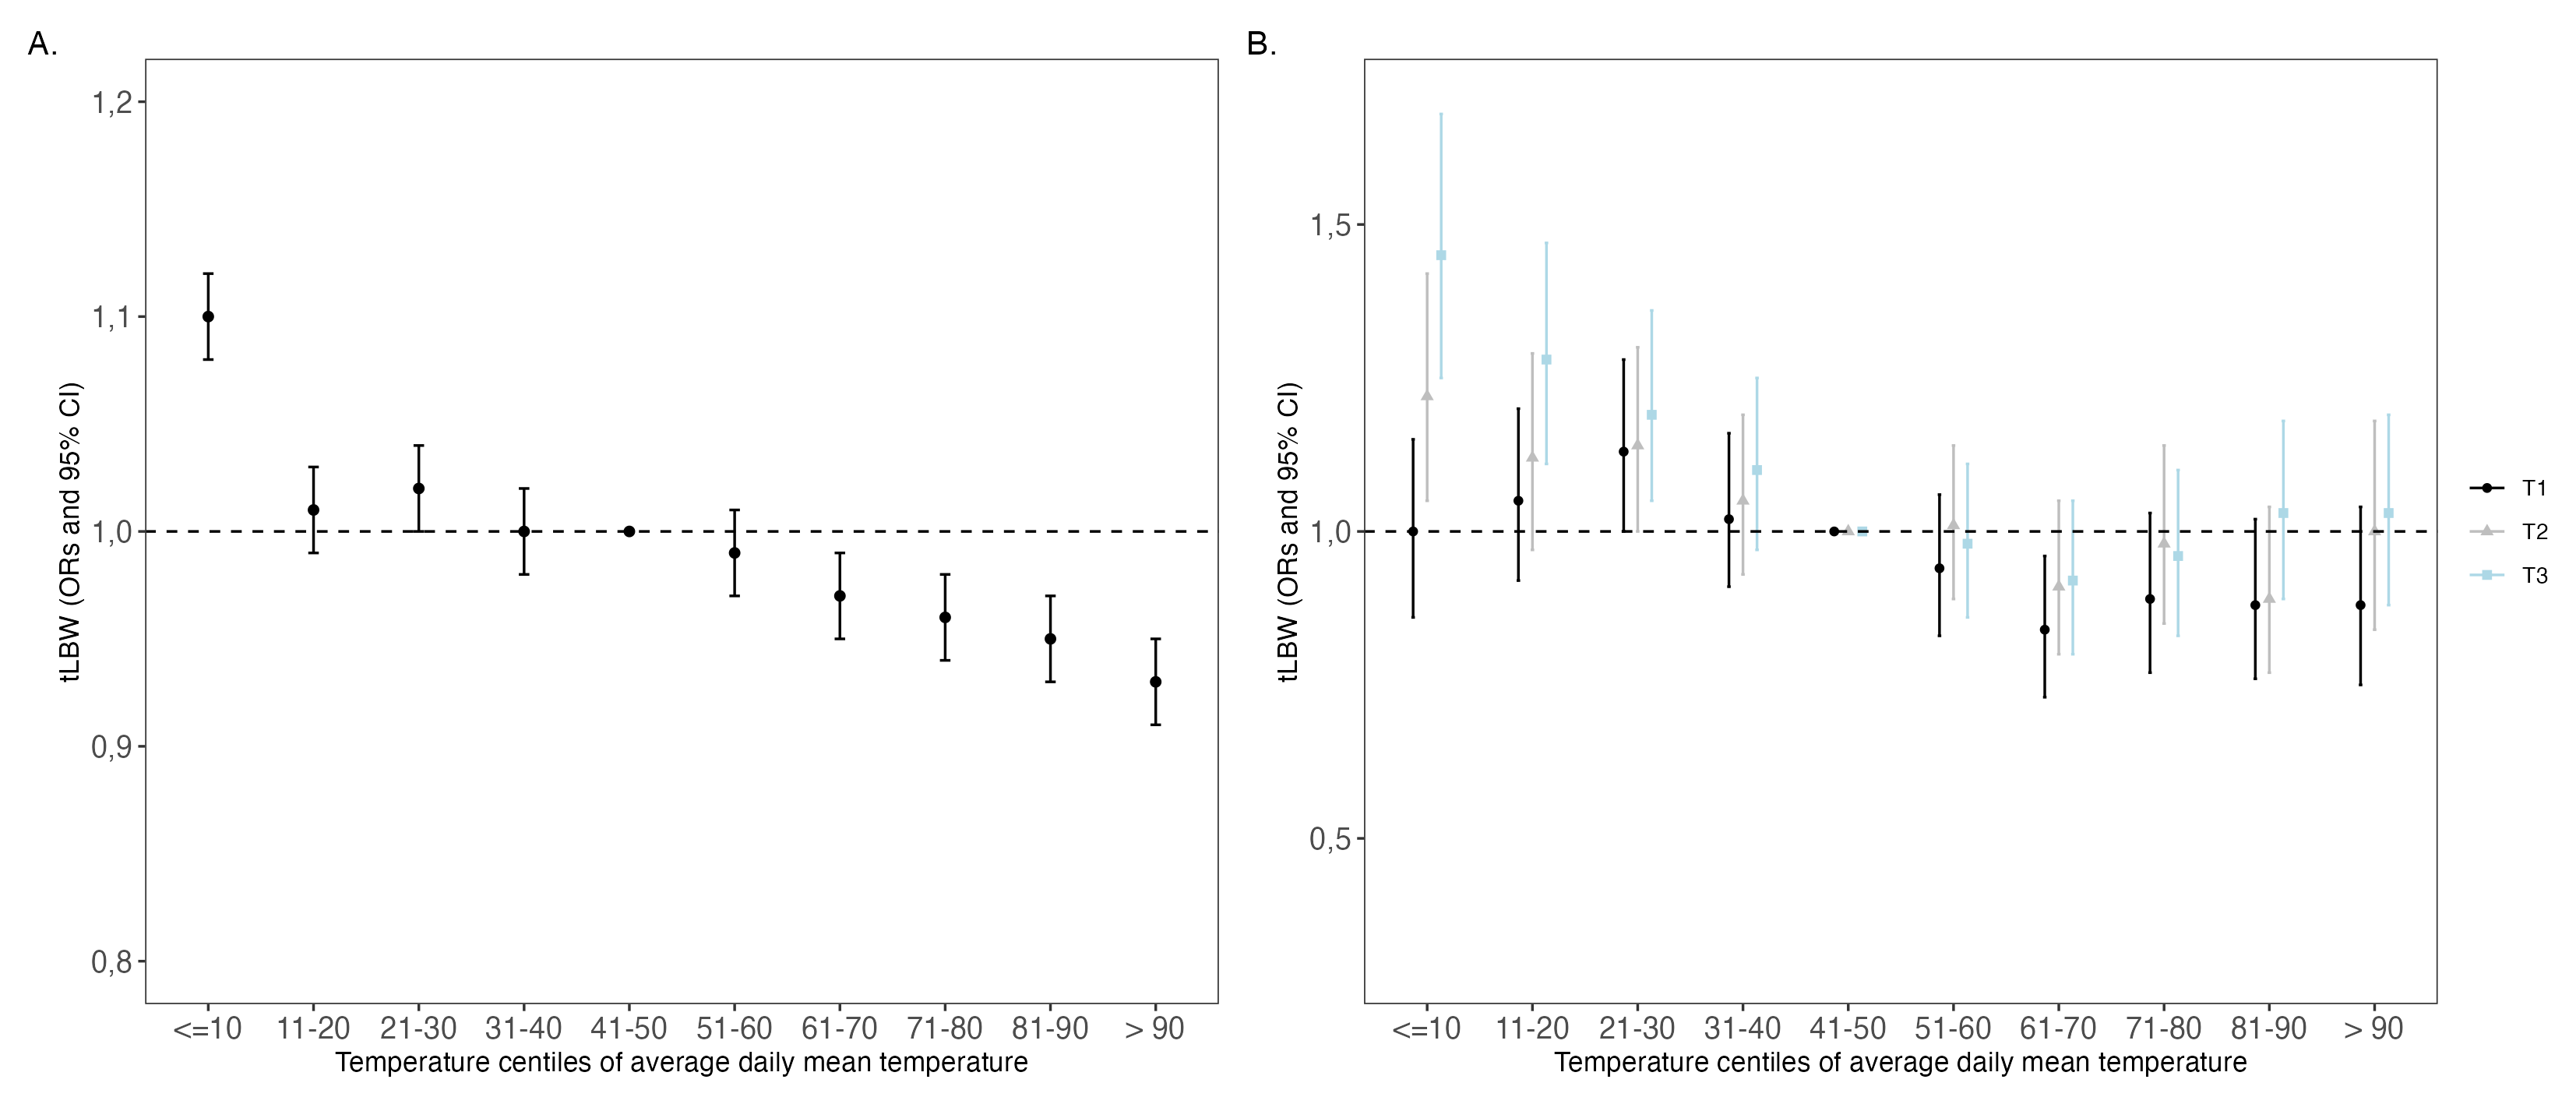 A.
tLBW (ORs and 95% CI)
1,2
1,1
1,0
0,9
0,8
<=10 11-20 21-30 31-40 41-50 51-60 61-70 71-80 81-90 > 90
Temperature centiles of average daily mean temperature
B.
tLBW (ORs and 95% CI)
1,5
1,0
0,5
<=10 11-20 21-30 31-40 41-50 51-60 61-70 71-80 81-90 > 90
Temperature centiles of average daily mean temperature
T1
T2
T3